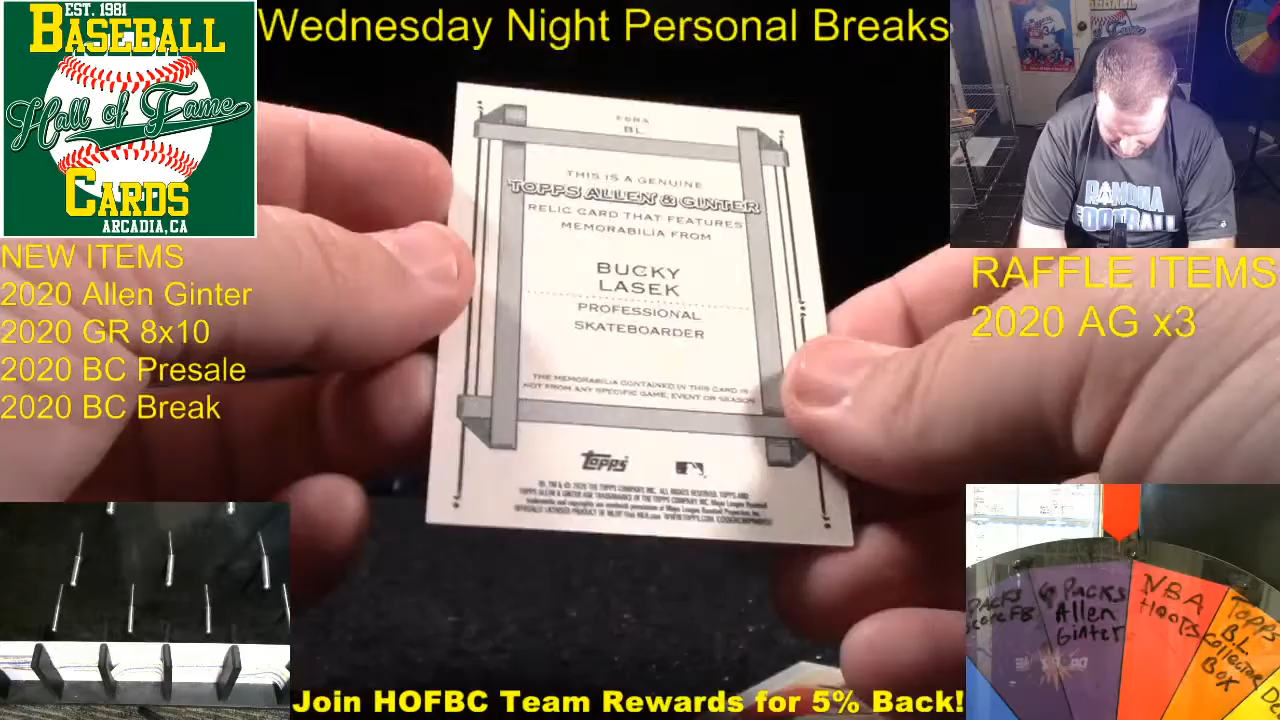 EST. 1981
BASEBALL
Hall of Fame
CARDS
ARCADIA, CA
Wednesday Night Personal Breaks
NEW ITEMS
2020 Allen Ginter
2020 GR 8x10
2020 BC Presale
2020 BC Break
RAFFLE ITEMS
2020 AG x3
BL
THIS IS A GENUINE
TOPPS ALLEN & GINTER
RELIC CARD THAT FEATURES
MEMORABILIA FROM
BUCKY
LASEK
PROFESSIONAL
SKATEBOARDER
THE MEMORABILIA CONTAINED IN THIS CARD IS
NOT FROM ANY SPECIFIC GAME, EVENT OR SEASON
Topps
RAMONA
FOOTBALL
PACKS
Allen
Ginter
NBA
HOOPS
TOPPS
B.L.
COLLECTOR
BOX
Join HOFBC Team Rewards for 5% Back!